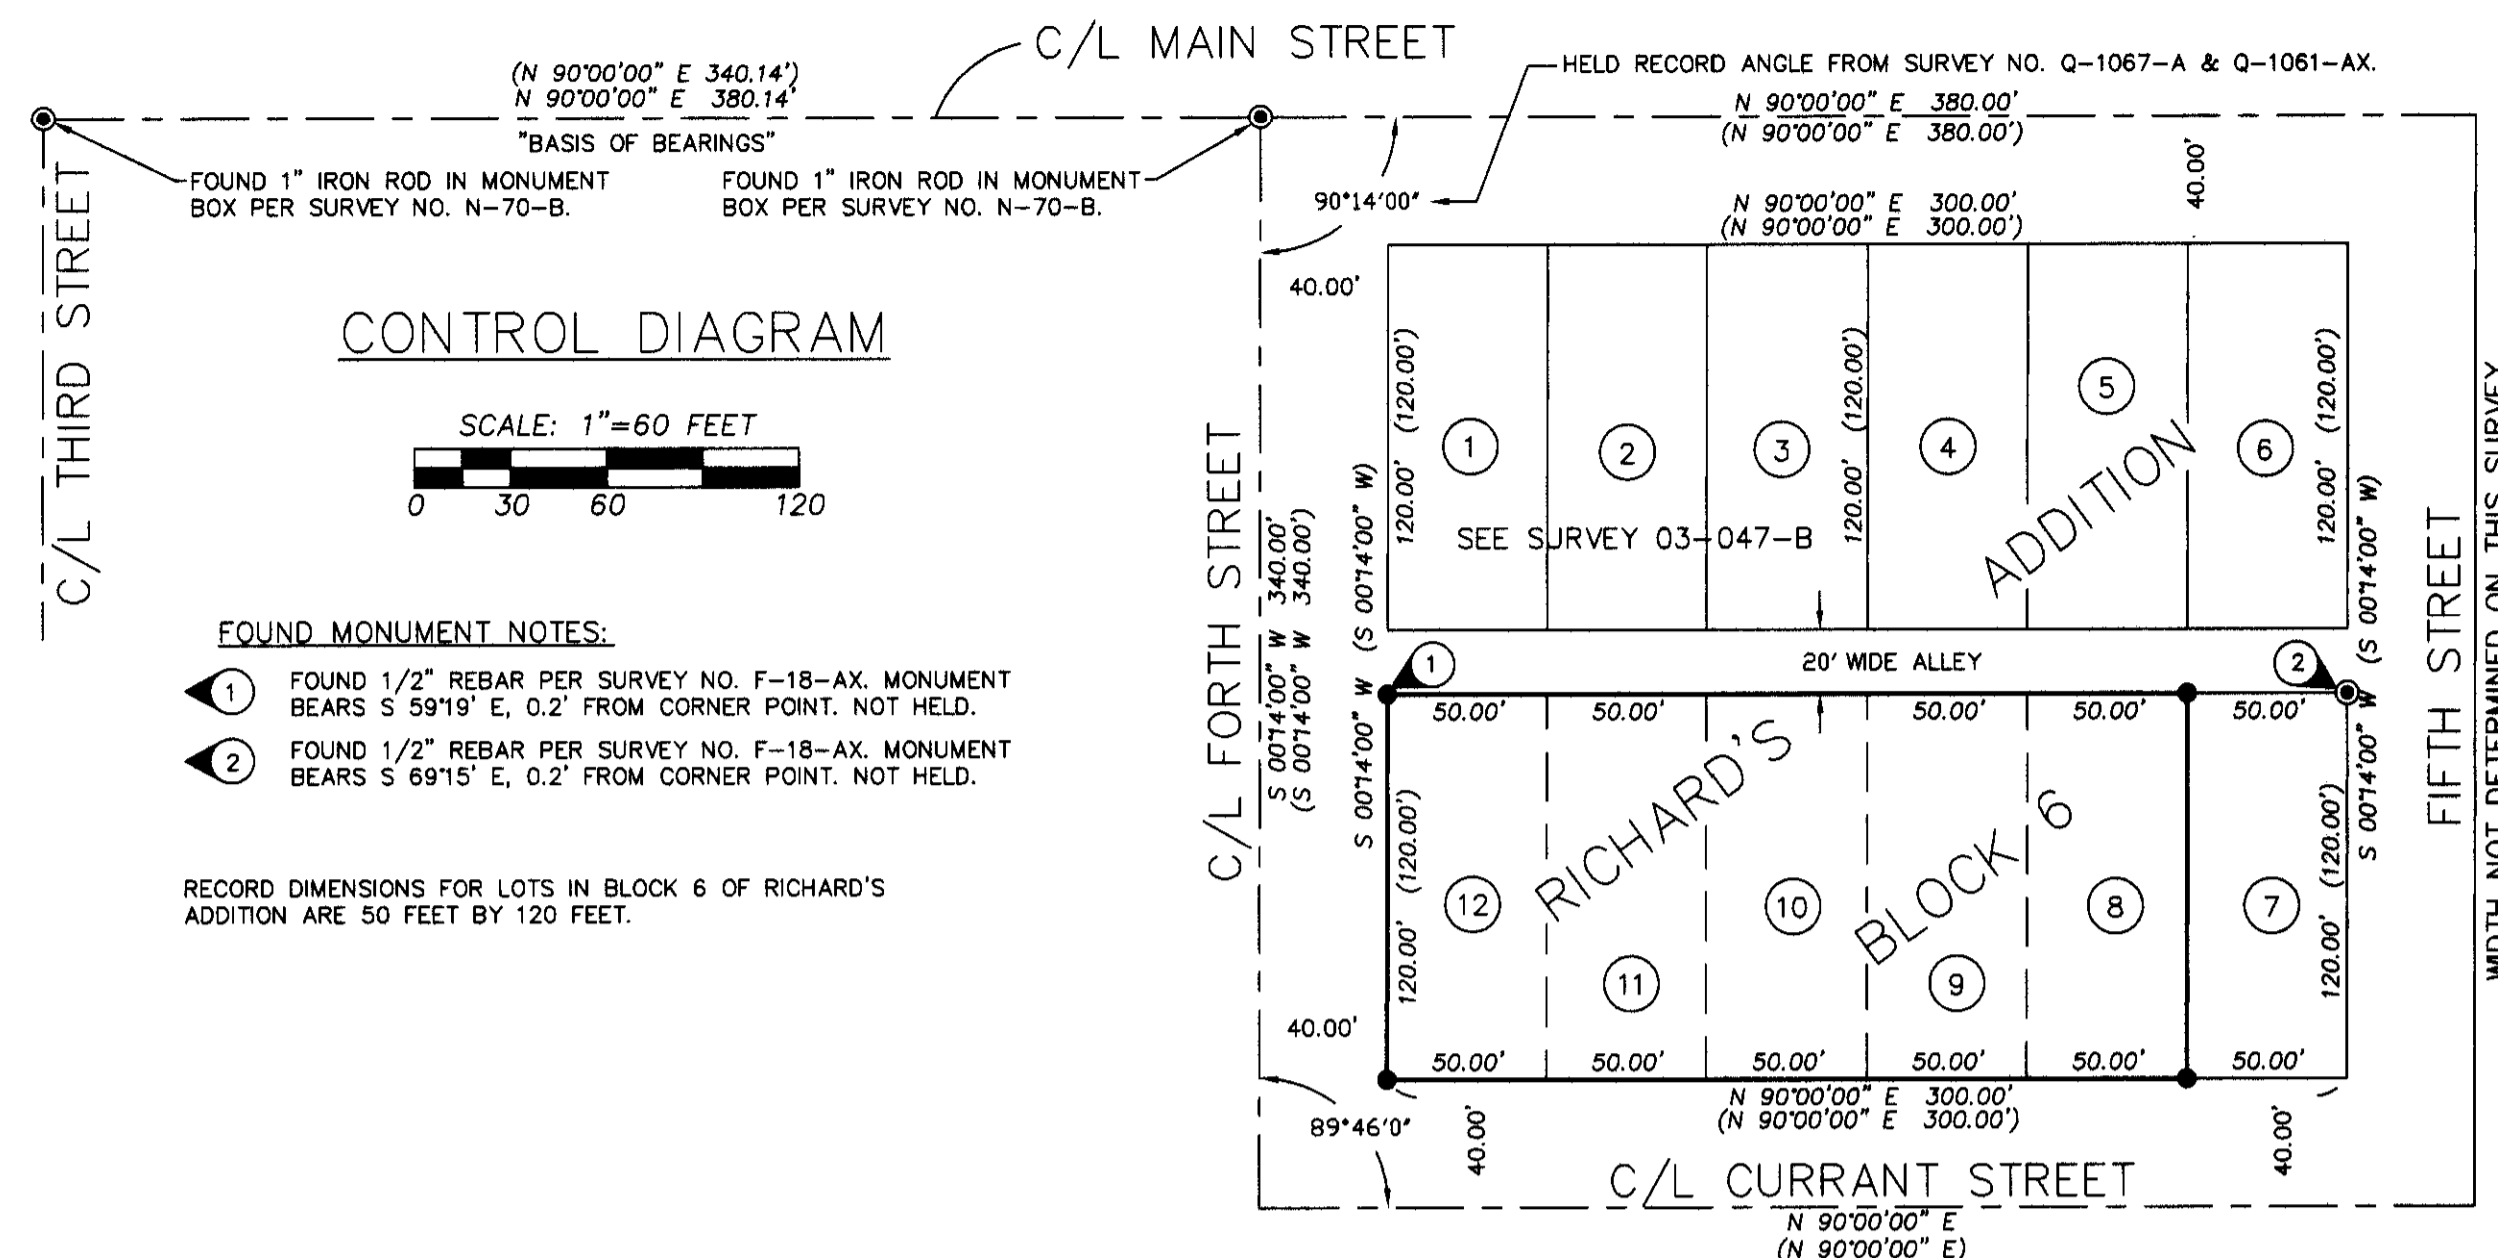 C/L MAIN STREET
(N 90°00'00" E 340.14')
N 90°00'00" E 380.14'
"BASIS OF BEARINGS"
HELD RECORD ANGLE FROM SURVEY NO. Q-1067-A & Q-1061-AX.
N 90°00'00" E 380.00'
(N 90°00'00" E 380.00')
40.00'
FOUND 1" IRON ROD IN MONUMENT
BOX PER SURVEY NO. N-70-B.
FOUND 1" IRON ROD IN MONUMENT
BOX PER SURVEY NO. N-70-B.
90°14'00"
N 90°00'00" E 300.00'
(N 90°00'00" E 300.00')
C/L THIRD STREET
40.00'
CONTROL DIAGRAM
SCALE: 1"=60 FEET
0 30 60 120
C/L FORTH STREET
S 00°14'00" W 340.00'
(S 00°14'00" W 340.00')
S 00°14'00" W (S 00°14'00" W)
120.00' (120.00')
120.00' (120.00')
120.00' (120.00')
1
2
3
4
5
6
SEE SURVEY 03-047-B
ADDITION
S 00°14'00" W (S 00°14'00" W)
FIFTH STREET
WIDTH NOT DETERMINED ON THIS SURVEY
FOUND MONUMENT NOTES:
1 FOUND 1/2" REBAR PER SURVEY NO. F-18-AX. MONUMENT
BEARS S 59°19' E, 0.2' FROM CORNER POINT. NOT HELD.
2 FOUND 1/2" REBAR PER SURVEY NO. F-18-AX. MONUMENT
BEARS S 69°15' E, 0.2' FROM CORNER POINT. NOT HELD.
RECORD DIMENSIONS FOR LOTS IN BLOCK 6 OF RICHARD'S
ADDITION ARE 50 FEET BY 120 FEET.
1
20' WIDE ALLEY
2
50.00' 50.00' 50.00' 50.00' 50.00'
RICHARD'S
BLOCK 6
120.00' (120.00')
120.00' (120.00')
12
11
10
9
8
7
40.00'
50.00' 50.00' 50.00' 50.00' 50.00' 50.00'
N 90°00'00" E 300.00'
(N 90°00'00" E 300.00')
89°46'0"
40.00'
40.00'
C/L CURRANT STREET
N 90°00'00" E
(N 90°00'00" E)